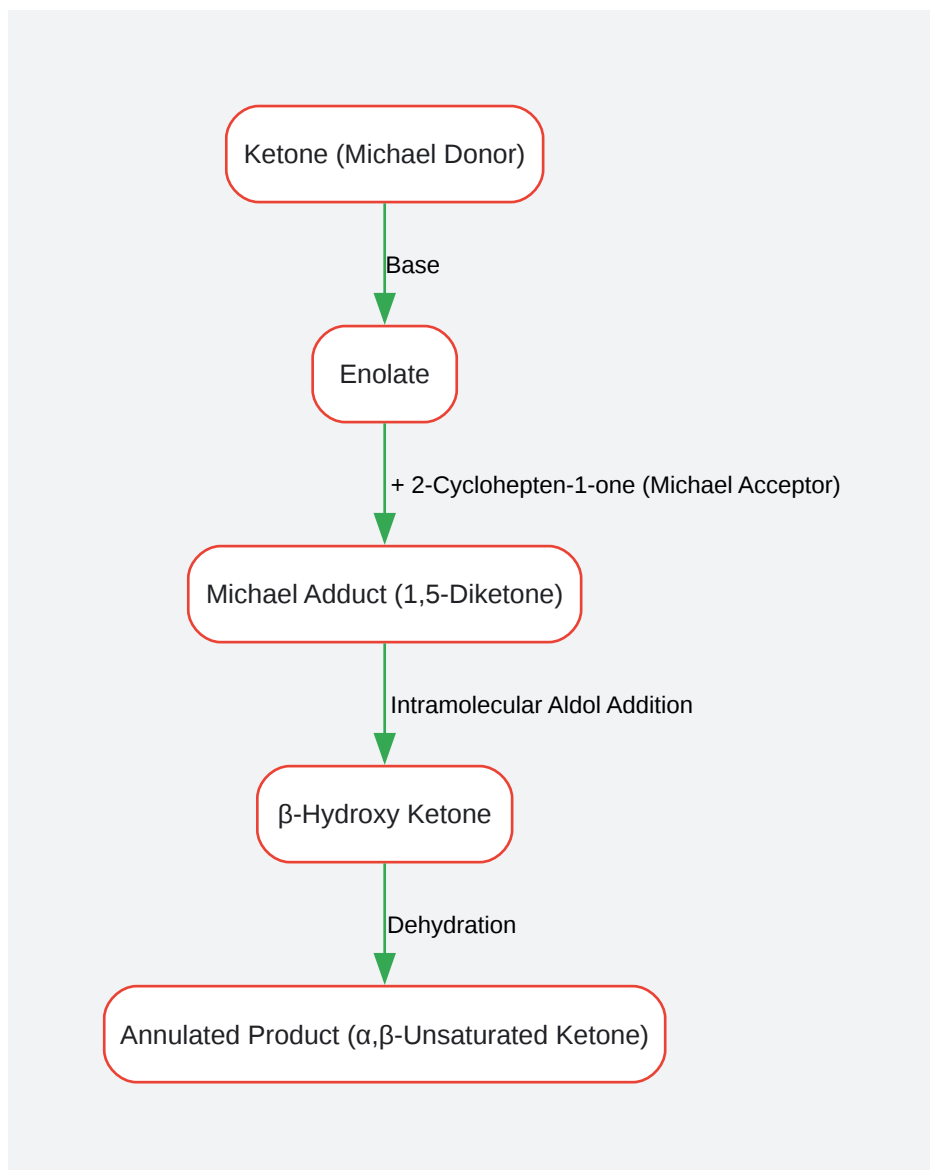 Ketone (Michael Donor)
Base
Enolate
+ 2-Cyclohepten-1-one (Michael Acceptor)
Michael Adduct (1,5-Diketone)
Intramolecular Aldol Addition
β-Hydroxy Ketone
Dehydration
Annulated Product (α,β-Unsaturated Ketone)